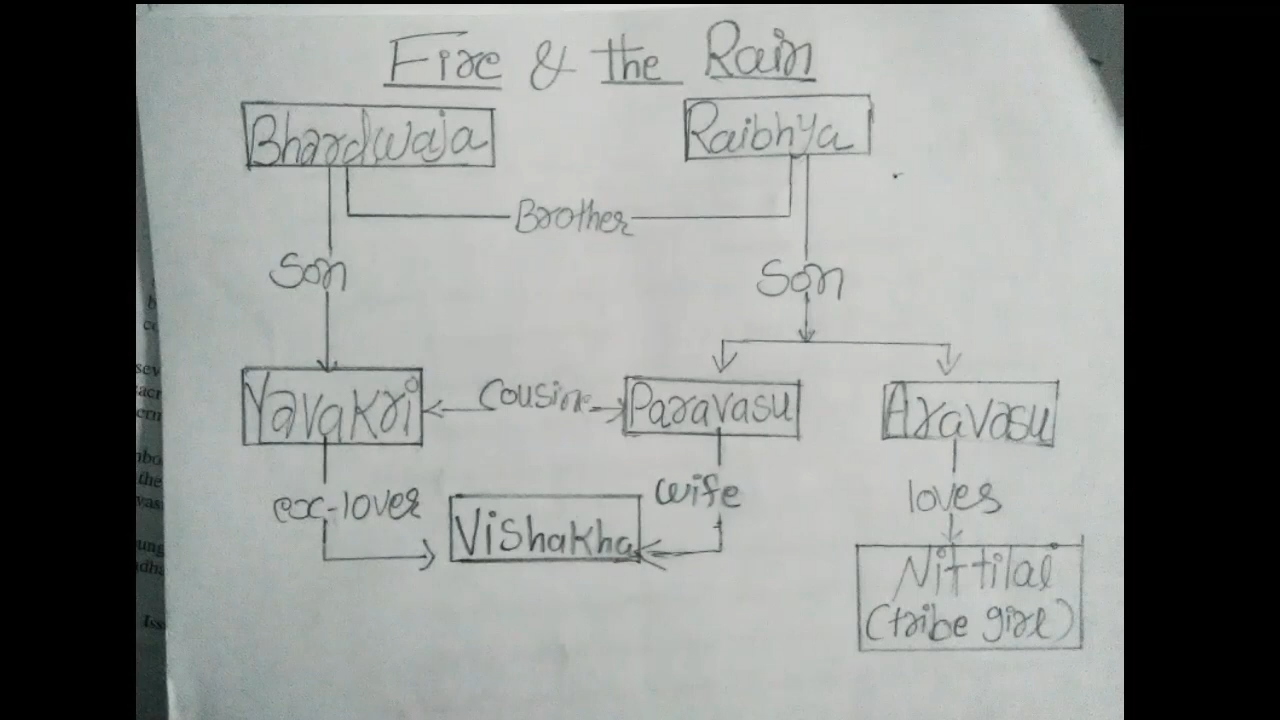 Fire & the Rain
Bhardwaja
Raibhya
Brother
Son
Son
Yavakri
Cousin
Paravasu
Aravasu
ex-lover
Vishakha
wife
loves
Nittilai
(tribe girl)